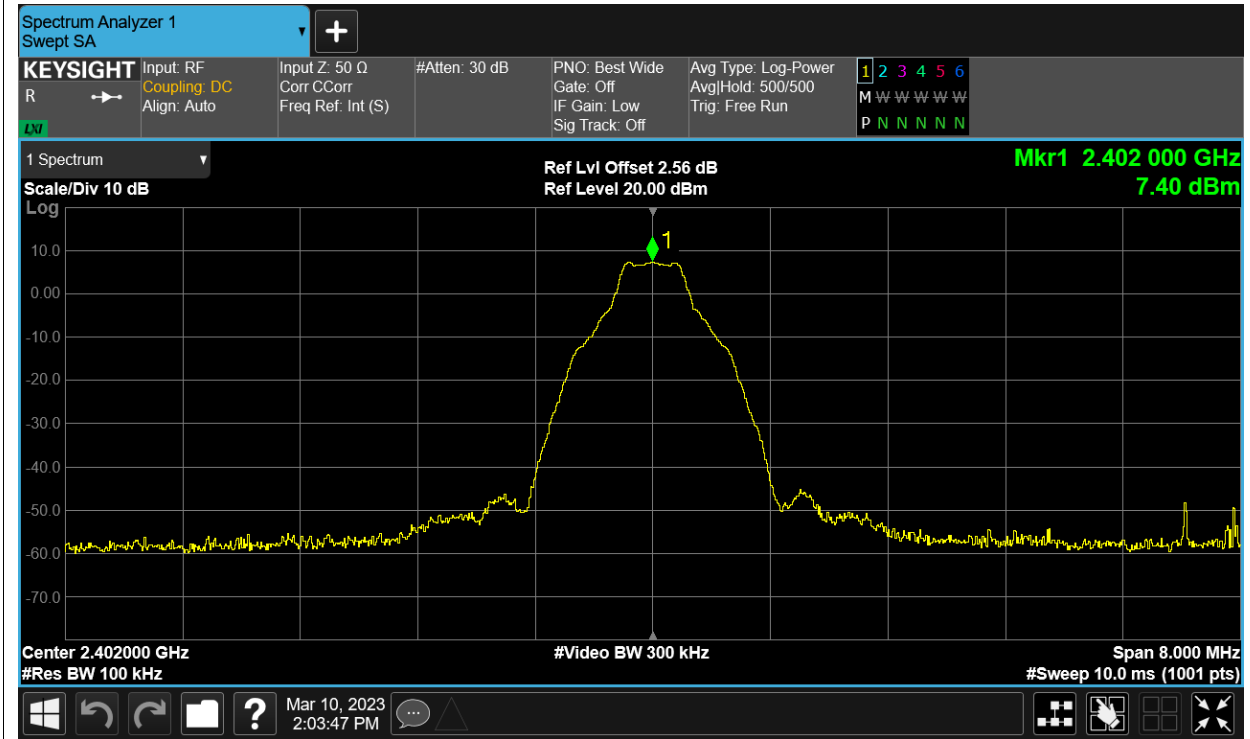 Spectrum Analyzer 1
Swept SA
+
KEYSIGHT
R
LXI
Input: RF
Coupling: DC
Align: Auto
Input Z: 50 Ω
Corr CCorr
Freq Ref: Int (S)
#Atten: 30 dB
PNO: Best Wide
Gate: Off
IF Gain: Low
Sig Track: Off
Avg Type: Log-Power
Avg|Hold: 500/500
Trig: Free Run
1 2 3 4 5 6
M W W W W W W
P N N N N N N
1 Spectrum
Scale/Div 10 dB
Log
Ref Lvl Offset 2.56 dB
Ref Level 20.00 dBm
Mkr1 2.402 000 GHz
7.40 dBm
1
10.0
0.00
-10.0
-20.0
-30.0
-40.0
-50.0
-60.0
-70.0
Center 2.402000 GHz
#Res BW 100 kHz
#Video BW 300 kHz
Span 8.000 MHz
#Sweep 10.0 ms (1001 pts)
?
Mar 10, 2023
2:03:47 PM